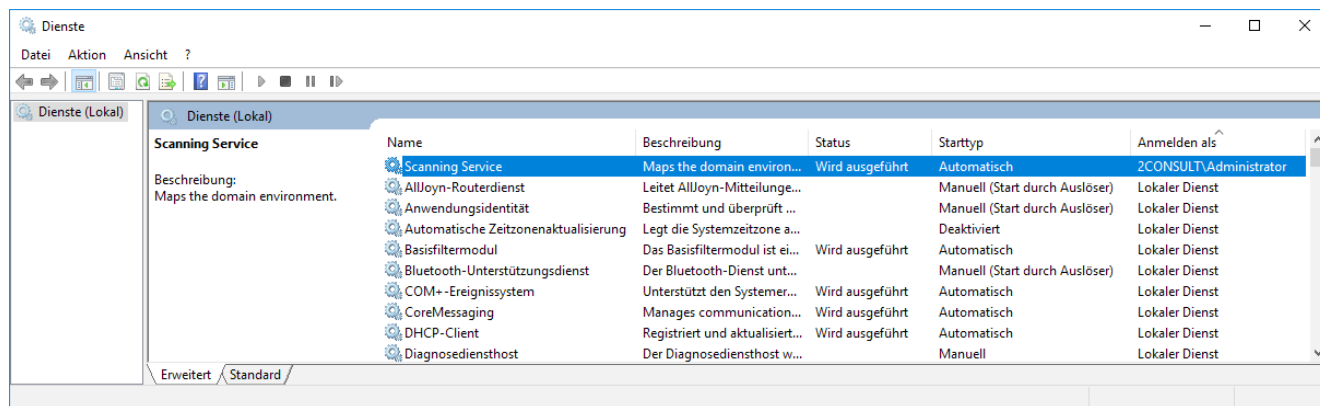 Dienste
Datei Aktion Ansicht ?
Dienste (Lokal)
Dienste (Lokal)
Scanning Service
Beschreibung:
Maps the domain environment.
Name Beschreibung Status Starttyp Anmelden als
Scanning Service Maps the domain environ... Wird ausgeführt Automatisch 2CONSULT\Administrator
AllJoyn-Routerdienst Leitet AllJoyn-Mitteilunge... Manuell (Start durch Auslöser) Lokaler Dienst
Anwendungsidentität Bestimmt und überprüft ... Manuell (Start durch Auslöser) Lokaler Dienst
Automatische Zeitzonenaktualisierung Legt die Systemzeitzone a... Deaktiviert Lokaler Dienst
Basisfiltermodul Das Basisfiltermodul ist ei... Wird ausgeführt Automatisch Lokaler Dienst
Bluetooth-Unterstützungsdienst Der Bluetooth-Dienst unt... Manuell (Start durch Auslöser) Lokaler Dienst
COM+-Ereignissystem Unterstützt den Systemer... Wird ausgeführt Automatisch Lokaler Dienst
CoreMessaging Manages communication... Wird ausgeführt Automatisch Lokaler Dienst
DHCP-Client Registriert und aktualisiert... Wird ausgeführt Automatisch Lokaler Dienst
Diagnosediensthost Der Diagnosediensthost w... Manuell Lokaler Dienst
Erweitert Standard